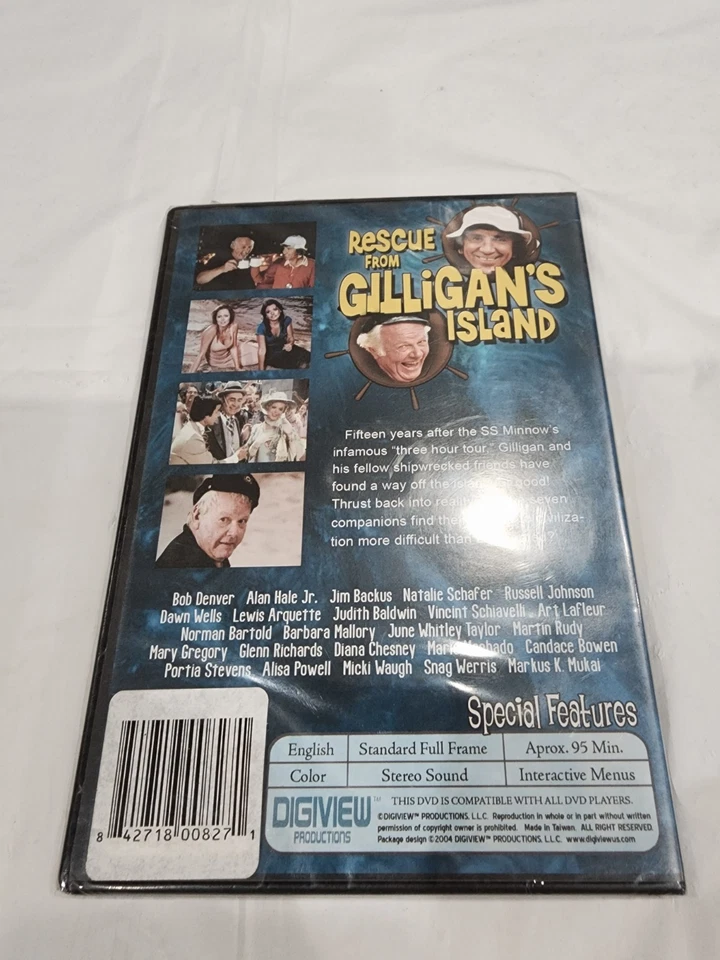 RESCUE
FROM
GILLIGAN'S
ISLAND
Fifteen years after the SS Minnow's
infamous "three hour tour," Gilligan and
his fellow shipwrecked friends have
found a way off the good!
Thrust back into seven
companions find civiliza-
tion more difficult than
Bob Denver Alan Hale Jr. Jim Backus Natalie Schafer Russell Johnson
Dawn Wells Lewis Arquette Judith Baldwin Vincint Schiavelli Art Lafleur
Norman Bartold Barbara Mallory June Whitley Taylor Martin Rudy
Mary Gregory Glenn Richards Diana Chesney Candace Bowen
Portia Stevens Alisa Powell Micki Waugh Snag Werris Markus K. Mukai
Special Features
English Standard Full Frame Aprox. 95 Min.
Color Stereo Sound Interactive Menus
DIGIVIEW™
PRODUCTIONS
THIS DVD IS COMPATIBLE WITH ALL DVD PLAYERS.
©DIGIVIEW™ PRODUCTIONS, L.L.C. Reproduction in whole or in part without written
permission of copyright owner is prohibited. Made in Taiwan. ALL RIGHT RESERVED.
Package design ©2004 DIGIVIEW™ PRODUCTIONS, L.L.C. www.digiviewus.com
8 42718 00827 1